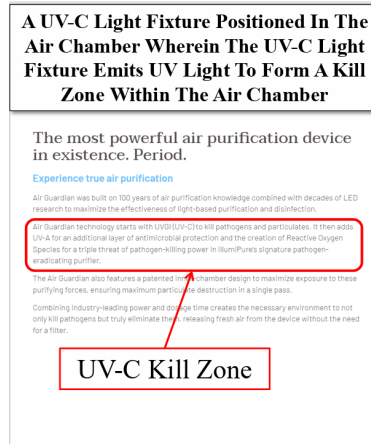 A UV-C Light Fixture Positioned In The
Air Chamber Wherein The UV-C Light
Fixture Emits UV Light To Form A Kill
Zone Within The Air Chamber
The most powerful air purification device
in existence. Period.
Experience true air purification
Air Guardian was built on 100 years of air purification knowledge combined with decades of LED
research to maximize the effectiveness of light-based purification and disinfection.
Air Guardian technology starts with UVGI (UV-C) to kill pathogens and particulates. It then adds
UV-A for an additional layer of antimicrobial protection and the creation of Reactive Oxygen
Species for a triple threat of pathogen-killing power in IllumiPure's signature pathogen-
eradicating purifier.
The Air Guardian also features a patented chamber design to maximize exposure to these
purifying forces, ensuring maximum particulate destruction in a single pass.
Combining industry-leading power and dosage time creates the necessary environment to not
only kill pathogens but truly eliminate them, releasing fresh air from the device without the need
for a filter.
UV-C Kill Zone